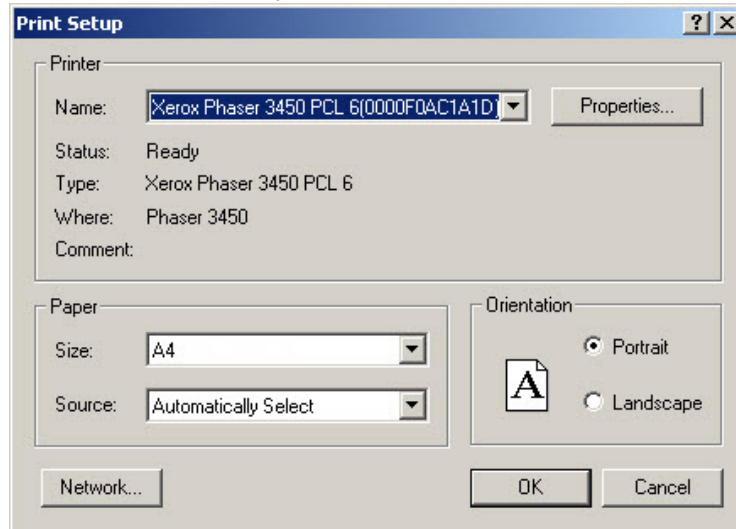 Print Setup
Printer
Name: Xerox Phaser 3450 PCL 6(0000F0AC1A1D) Properties...
Status: Ready
Type: Xerox Phaser 3450 PCL 6
Where: Phaser 3450
Comment:
Paper
Size: A4
Source: Automatically Select
Orientation
A
Portrait
Landscape
Network... OK Cancel